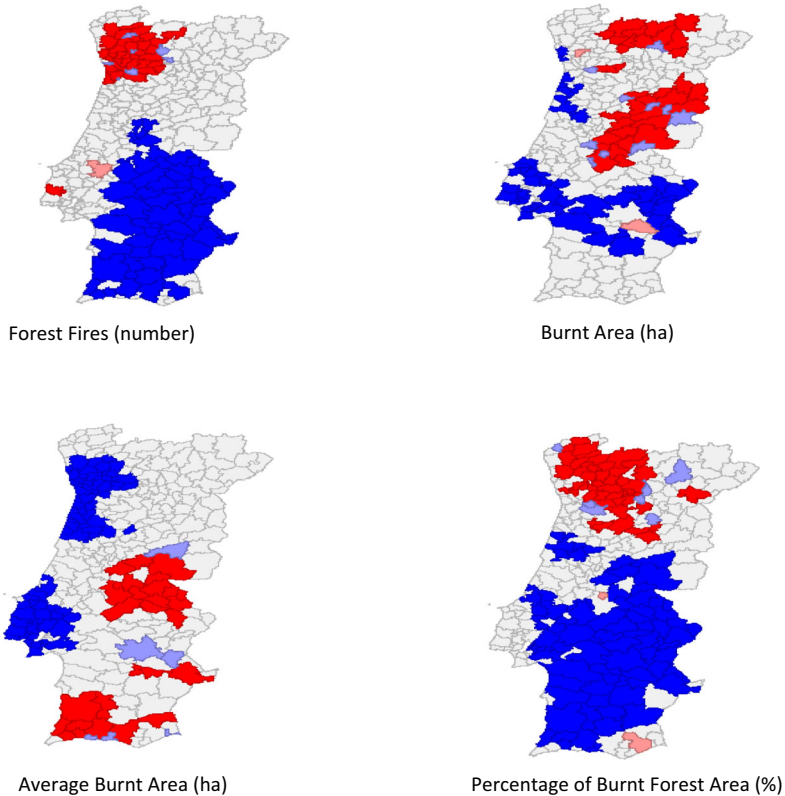 Forest Fires (number)
Burnt Area (ha)
Average Burnt Area (ha)
Percentage of Burnt Forest Area (%)